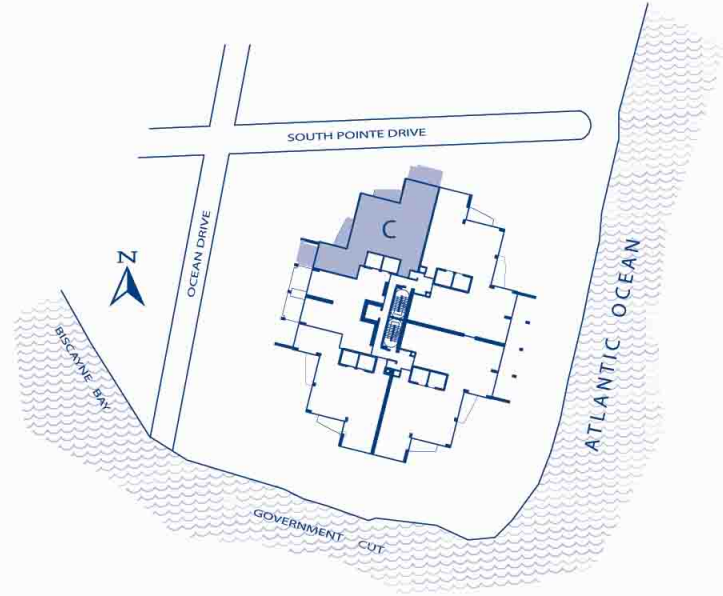 SOUTH POINTE DRIVE
C
OCEAN DRIVE
N
ATLANTIC OCEAN
BISCAYNE BAY
GOVERNMENT CUT